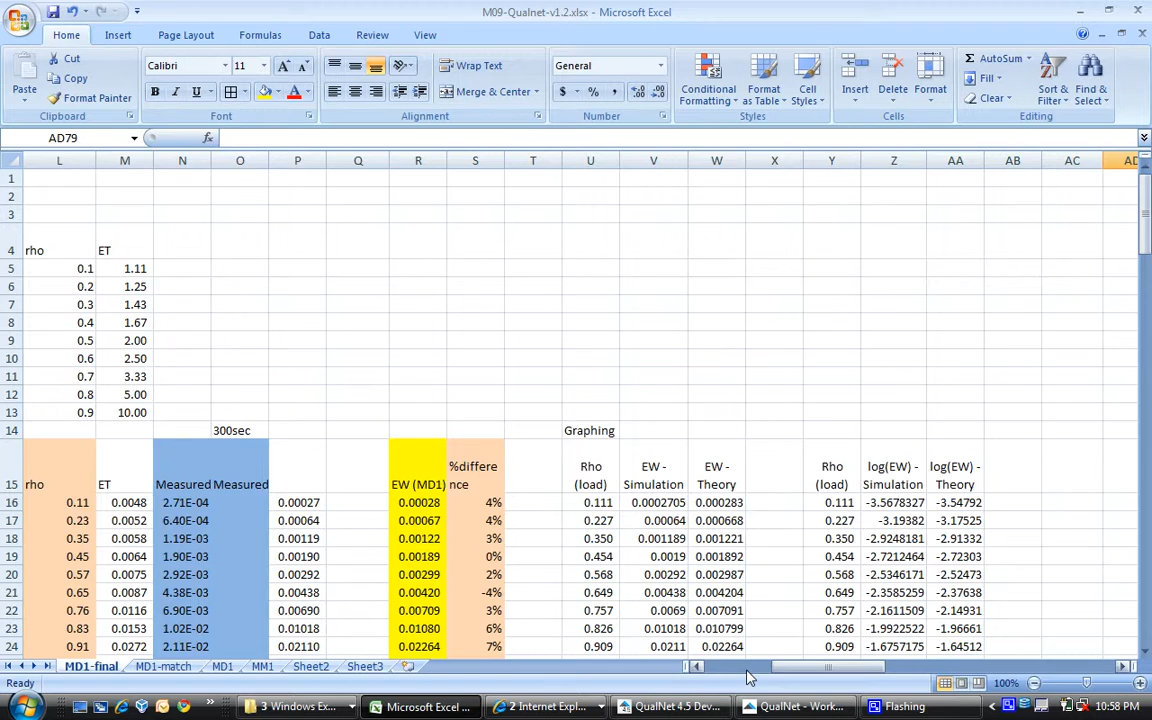 M09-Qualnet-v1.2.xlsx - Microsoft Excel
Home Insert Page Layout Formulas Data Review View
Paste Cut Copy Format Painter Clipboard
Calibri 11 B I U Font
Wrap Text Merge & Center Alignment
General $ % , Number
Conditional Formatting Format as Table Cell Styles Styles
Insert Delete Format Cells
Σ AutoSum Fill Clear Sort & Filter Find & Select Editing
AD79 fx
L M N O P Q R S T U V W X Y Z AA AB AC AD
1
2
3
4 rho ET
5 0.1 1.11
6 0.2 1.25
7 0.3 1.43
8 0.4 1.67
9 0.5 2.00
10 0.6 2.50
11 0.7 3.33
12 0.8 5.00
13 0.9 10.00
14 300sec Graphing
15 rho ET Measured Measured EW (MD1) %differe nce Rho (load) EW - Simulation EW - Theory Rho (load) log(EW) - Simulation log(EW) - Theory
16 0.11 0.0048 2.71E-04 0.00027 0.00028 4% 0.111 0.0002705 0.000283 0.111 -3.5678327 -3.54792
17 0.23 0.0052 6.40E-04 0.00064 0.00067 4% 0.227 0.00064 0.000668 0.227 -3.19382 -3.17525
18 0.35 0.0058 1.19E-03 0.00119 0.00122 3% 0.350 0.001189 0.001221 0.350 -2.9248181 -2.91332
19 0.45 0.0064 1.90E-03 0.00190 0.00189 0% 0.454 0.0019 0.001892 0.454 -2.7212464 -2.72303
20 0.57 0.0075 2.92E-03 0.00292 0.00299 2% 0.568 0.00292 0.002987 0.568 -2.5346171 -2.52473
21 0.65 0.0087 4.38E-03 0.00438 0.00420 -4% 0.649 0.00438 0.004204 0.649 -2.3585259 -2.37638
22 0.76 0.0116 6.90E-03 0.00690 0.00709 3% 0.757 0.0069 0.007091 0.757 -2.1611509 -2.14931
23 0.83 0.0153 1.02E-02 0.01018 0.01080 6% 0.826 0.01018 0.010799 0.826 -1.9922522 -1.96661
24 0.91 0.0272 2.11E-02 0.02110 0.02264 7% 0.909 0.0211 0.02264 0.909 -1.6757175 -1.64512
MD1-final MD1-match MD1 MM1 Sheet2 Sheet3
Ready 100%
3 Windows Ex... Microsoft Excel ... 2 Internet Expl... QualNet 4.5 Dev... QualNet - Work... Flashing 10:58 PM